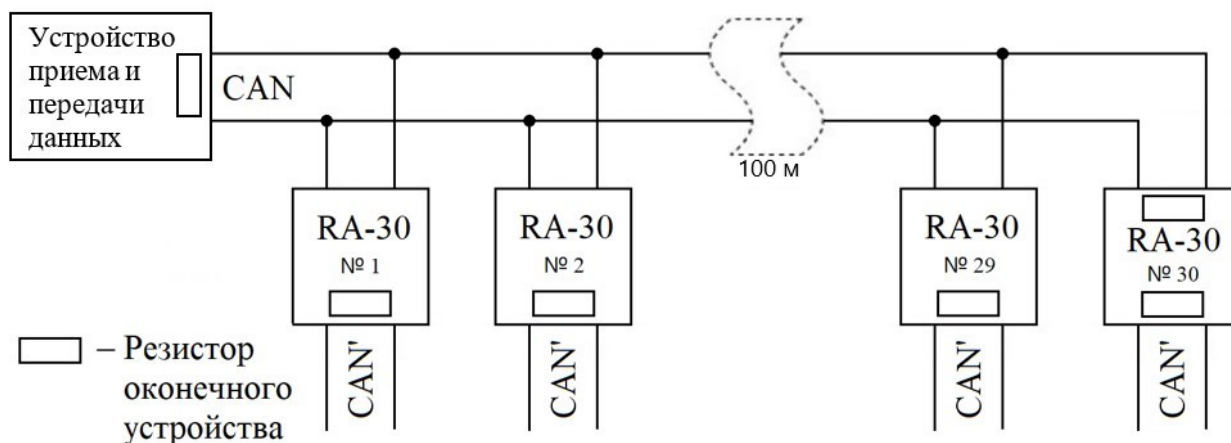 Устройство
приема и
передачи
данных
CAN
100 м
RA-30
№ 1
RA-30
№ 2
RA-30
№ 29
RA-30
№ 30
CAN'
CAN'
CAN'
CAN'
– Резистор
оконечного
устройства